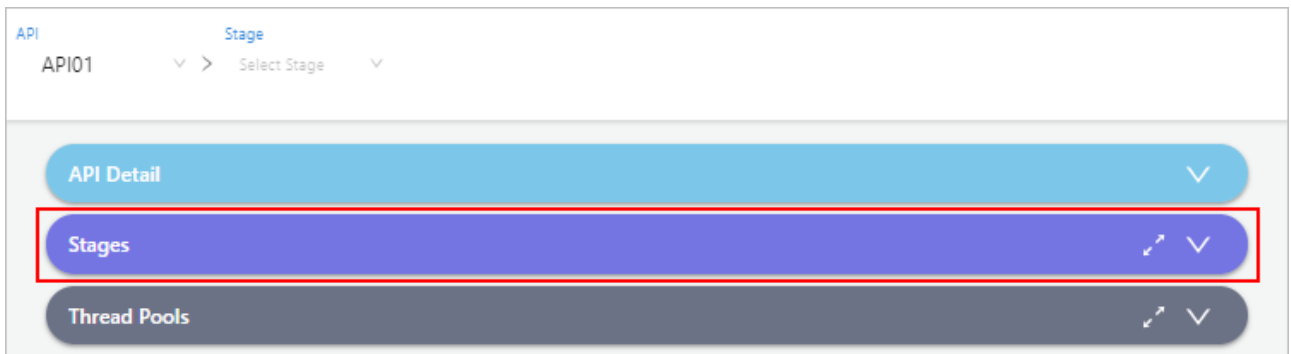 API Stage
API01 > Select Stage
API Detail
Stages
Thread Pools